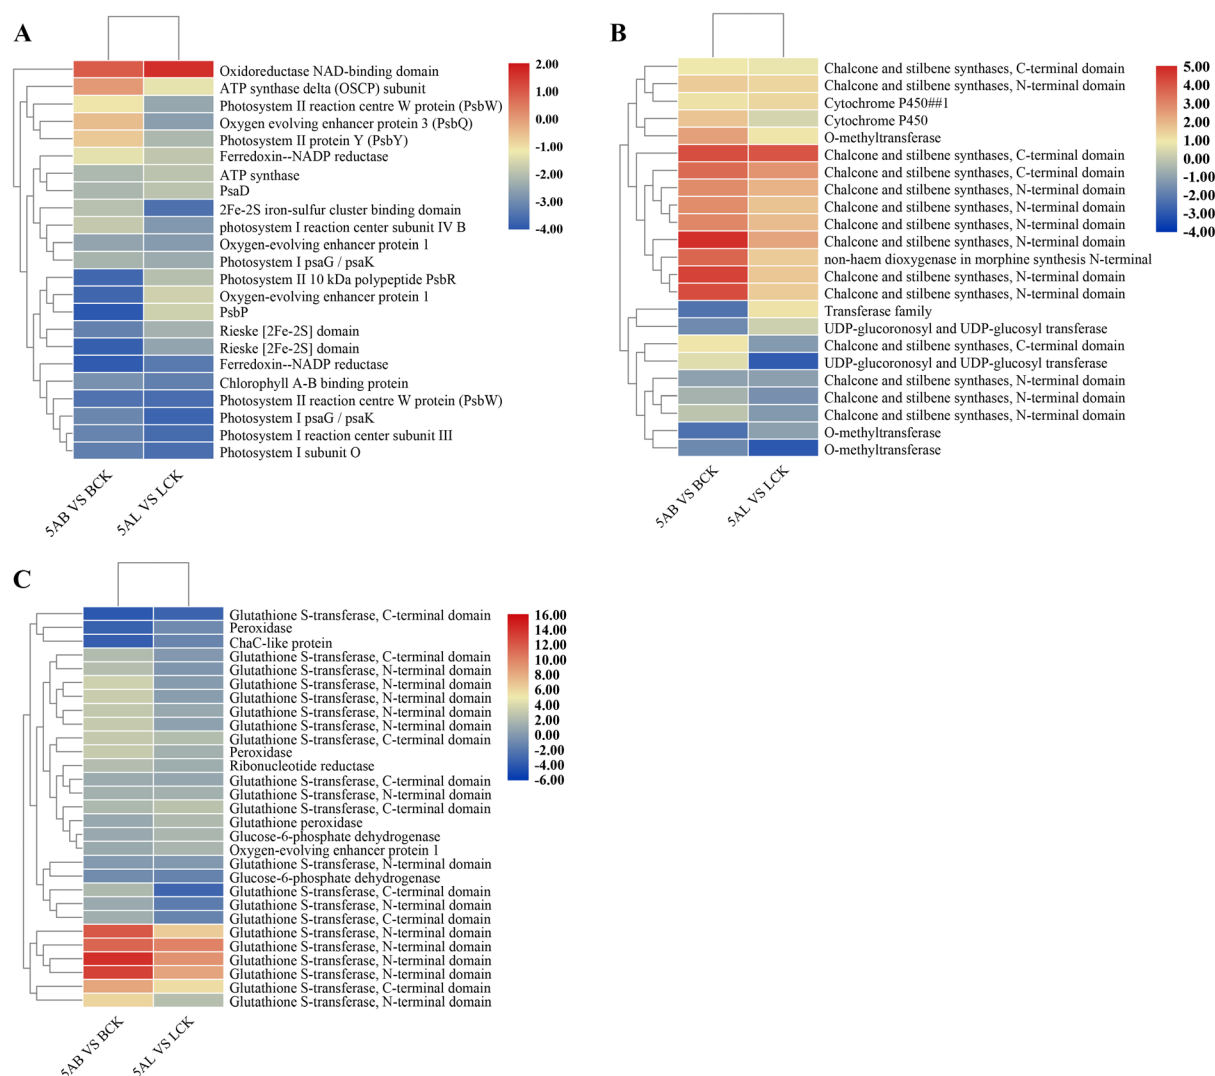 A
Oxidoreductase NAD-binding domain
ATP synthase delta (OSCP) subunit
Photosystem II reaction centre W protein (PsbW)
Oxygen evolving enhancer protein 3 (PsbQ)
Photosystem II protein Y (PsbY)
Ferredoxin--NADP reductase
ATP synthase
PsaD
2Fe-2S iron-sulfur cluster binding domain
photosystem I reaction center subunit IV B
Oxygen-evolving enhancer protein 1
Photosystem I psaG / psaK
Photosystem II 10 kDa polypeptide PsbR
Oxygen-evolving enhancer protein 1
PsbP
Rieske [2Fe-2S] domain
Rieske [2Fe-2S] domain
Ferredoxin--NADP reductase
Chlorophyll A-B binding protein
Photosystem II reaction centre W protein (PsbW)
Photosystem I psaG / psaK
Photosystem I reaction center subunit III
Photosystem I subunit O
2.00
1.00
0.00
-1.00
-2.00
-3.00
-4.00
5AB VS BCK
5AL VS LCK
B
Chalcone and stilbene synthases, C-terminal domain
Chalcone and stilbene synthases, N-terminal domain
Cytochrome P450##1
Cytochrome P450
O-methyltransferase
Chalcone and stilbene synthases, C-terminal domain
Chalcone and stilbene synthases, C-terminal domain
Chalcone and stilbene synthases, N-terminal domain
Chalcone and stilbene synthases, N-terminal domain
Chalcone and stilbene synthases, N-terminal domain
Chalcone and stilbene synthases, N-terminal domain
non-haem dioxygenase in morphine synthesis N-terminal
Chalcone and stilbene synthases, N-terminal domain
Chalcone and stilbene synthases, N-terminal domain
Transferase family
UDP-glucoronosyl and UDP-glucosyl transferase
Chalcone and stilbene synthases, C-terminal domain
UDP-glucoronosyl and UDP-glucosyl transferase
Chalcone and stilbene synthases, N-terminal domain
Chalcone and stilbene synthases, N-terminal domain
Chalcone and stilbene synthases, N-terminal domain
O-methyltransferase
O-methyltransferase
5.00
4.00
3.00
2.00
1.00
0.00
-1.00
-2.00
-3.00
-4.00
5AB VS BCK
5AL VS LCK
C
Glutathione S-transferase, C-terminal domain
Peroxidase
ChaC-like protein
Glutathione S-transferase, C-terminal domain
Glutathione S-transferase, N-terminal domain
Glutathione S-transferase, N-terminal domain
Glutathione S-transferase, N-terminal domain
Glutathione S-transferase, N-terminal domain
Glutathione S-transferase, N-terminal domain
Glutathione S-transferase, C-terminal domain
Peroxidase
Ribonucleotide reductase
Glutathione S-transferase, C-terminal domain
Glutathione S-transferase, N-terminal domain
Glutathione S-transferase, C-terminal domain
Glutathione peroxidase
Glucose-6-phosphate dehydrogenase
Oxygen-evolving enhancer protein 1
Glutathione S-transferase, N-terminal domain
Glucose-6-phosphate dehydrogenase
Glutathione S-transferase, C-terminal domain
Glutathione S-transferase, N-terminal domain
Glutathione S-transferase, C-terminal domain
Glutathione S-transferase, N-terminal domain
Glutathione S-transferase, N-terminal domain
Glutathione S-transferase, N-terminal domain
Glutathione S-transferase, N-terminal domain
Glutathione S-transferase, C-terminal domain
Glutathione S-transferase, N-terminal domain
16.00
14.00
12.00
10.00
8.00
6.00
4.00
2.00
0.00
-2.00
-4.00
-6.00
5AB VS BCK
5AL VS LCK